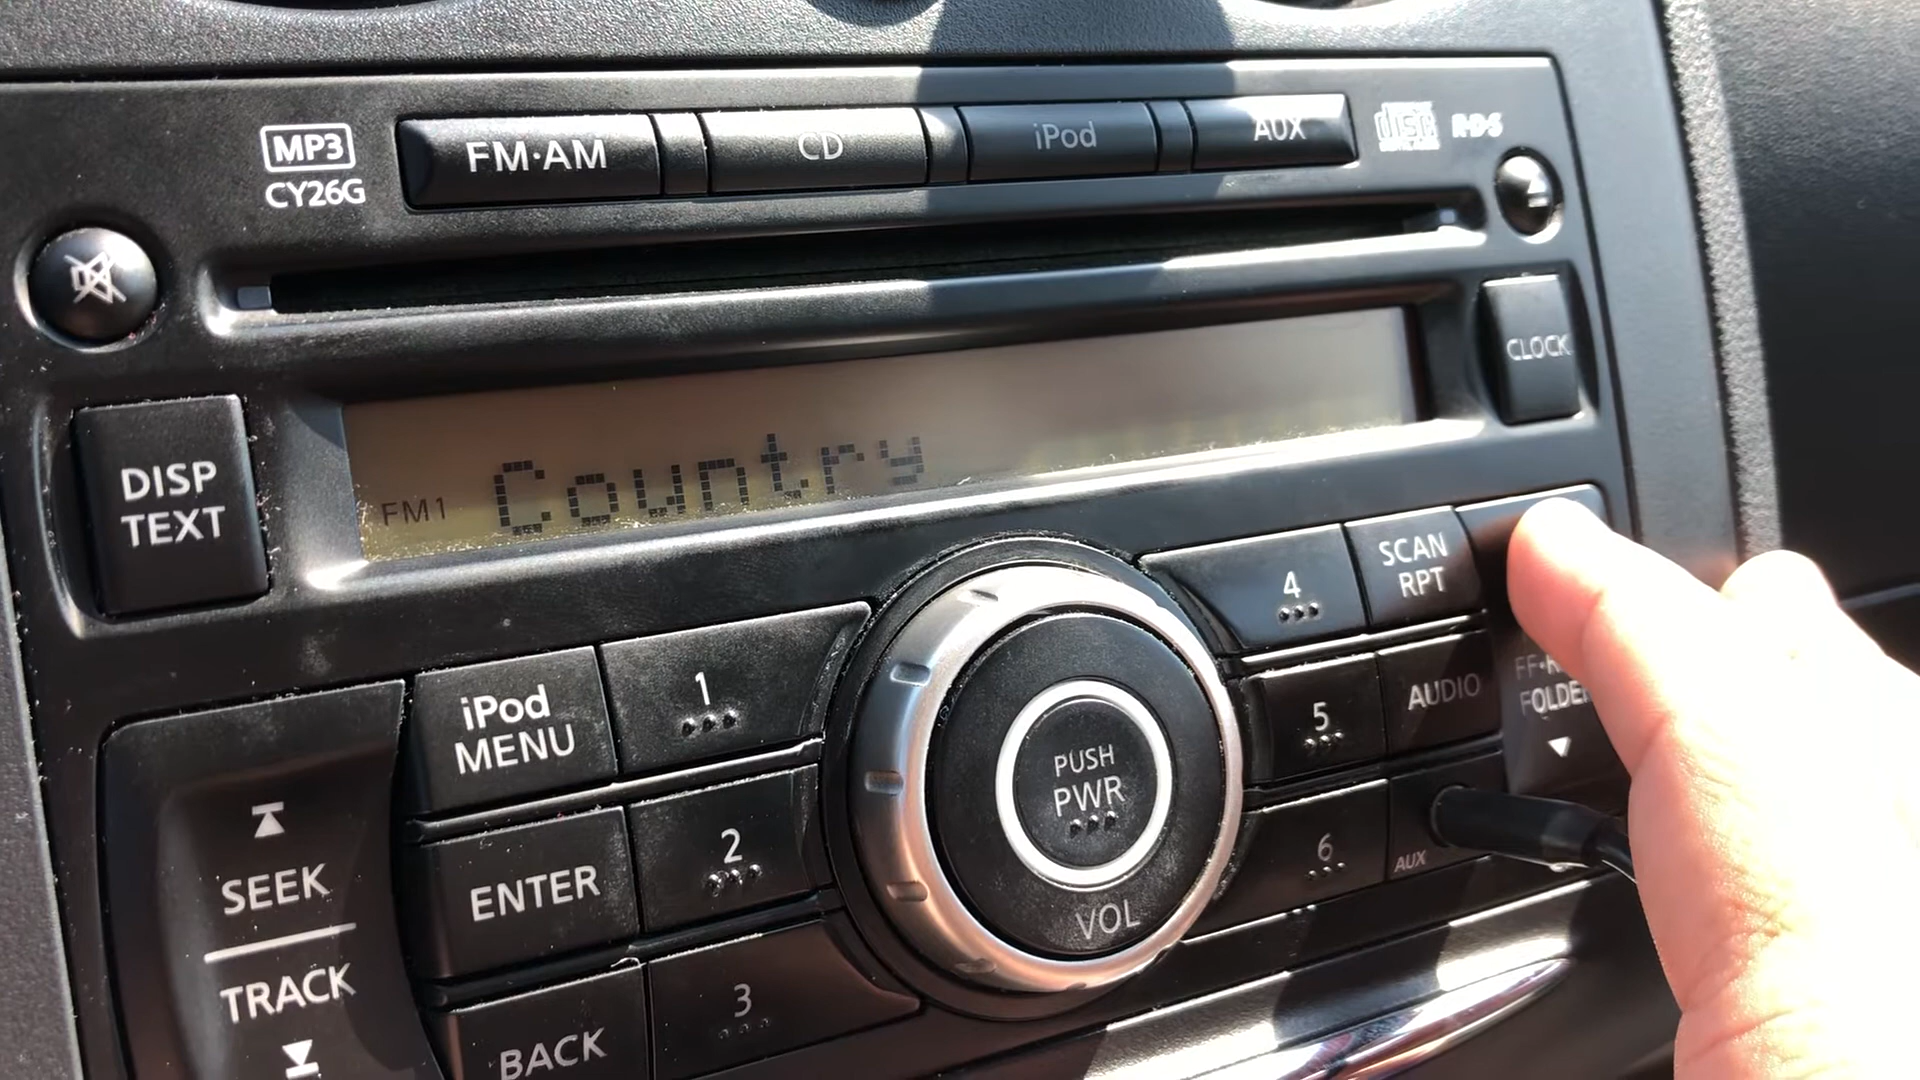 MP3
CY26G
FM·AM
CD
iPod
AUX
disc
R·D·S
CLOCK
DISP
TEXT
FM1
Country
4
SCAN
RPT
iPod
MENU
1
5
AUDIO
PUSH
PWR
VOL
SEEK
TRACK
ENTER
2
6
AUX
BACK
3